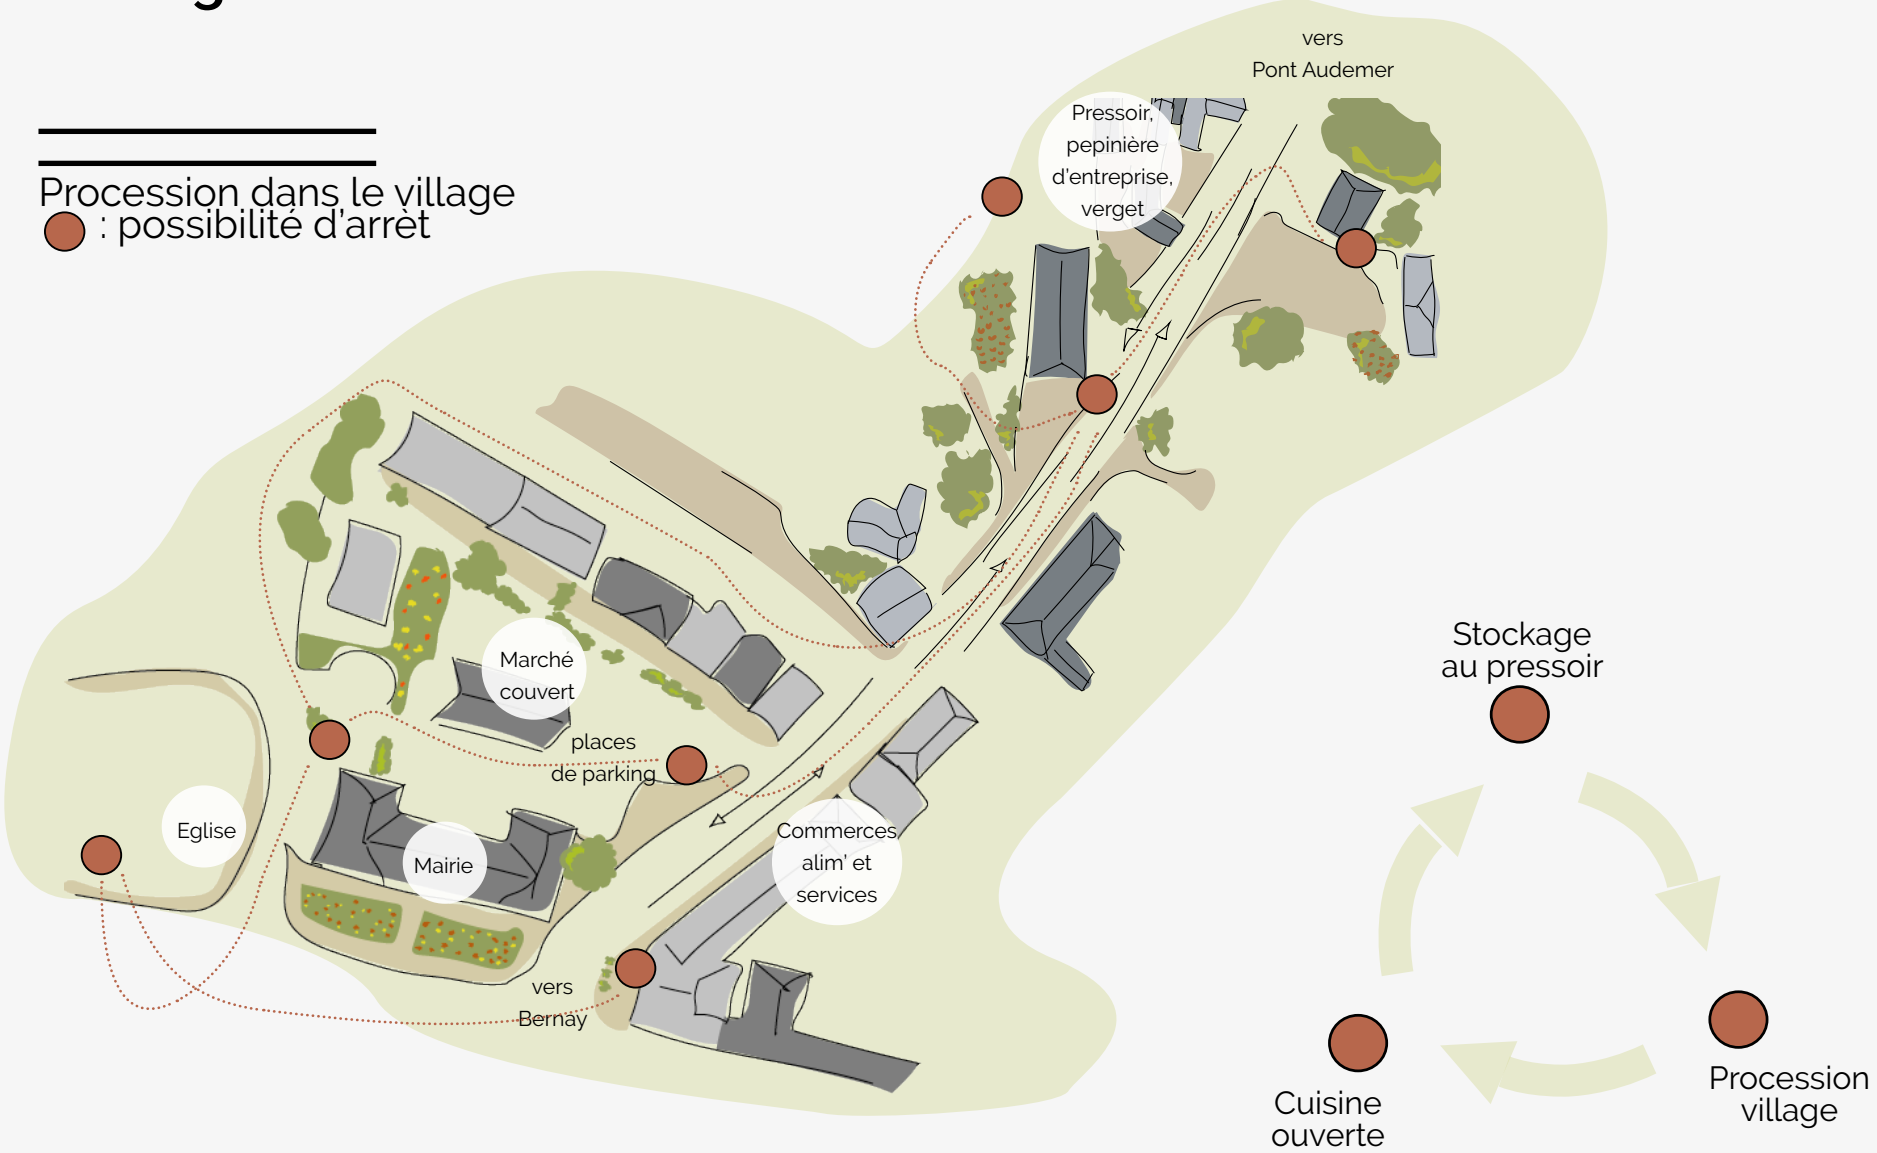 Procession dans le village
: possibilité d'arrèt
vers
Pont Audemer
Pressoir,
pepinière
d'entreprise,
verget
Marché
couvert
places
de parking
Eglise
Mairie
Commerces
alim' et
services
vers
Bernay
Stockage
au pressoir
Procession
village
Cuisine
ouverte